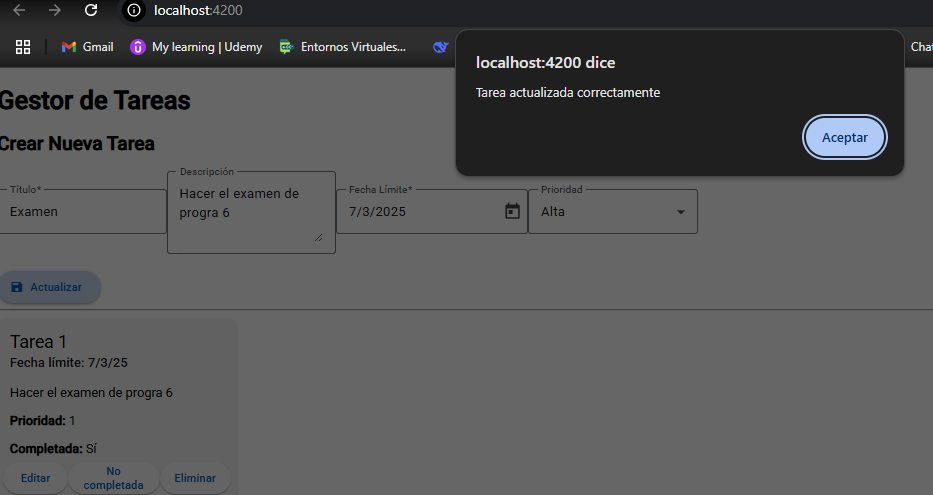 localhost:4200
Gmail
My learning | Udemy
Entornos Virtuales...
Chat
localhost:4200 dice
Tarea actualizada correctamente
Aceptar
Gestor de Tareas
Crear Nueva Tarea
Título*
Examen
Descripción
Hacer el examen de
progra 6
Fecha Límite*
7/3/2025
Prioridad
Alta
Actualizar
Tarea 1
Fecha límite: 7/3/25
Hacer el examen de progra 6
Prioridad: 1
Completada: Sí
Editar
No
completada
Eliminar